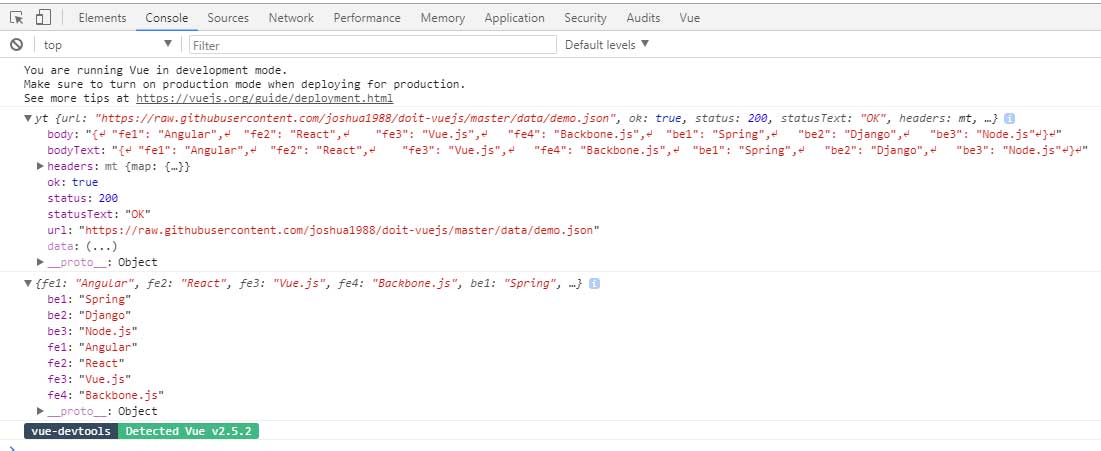 Elements Console Sources Network Performance Memory Application Security Audits Vue
top ▼ Filter Default levels ▼
You are running Vue in development mode.
Make sure to turn on production mode when deploying for production.
See more tips at https://vuejs.org/guide/deployment.html
▼yt {url: "https://raw.githubusercontent.com/joshua1988/doit-vuejs/master/data/demo.json", ok: true, status: 200, statusText: "OK", headers: mt, …} i
body: "{↵ "fe1": "Angular",↵ "fe2": "React",↵ "fe3": "Vue.js",↵ "fe4": "Backbone.js",↵ "be1": "Spring",↵ "be2": "Django",↵ "be3": "Node.js"↵}↵"
bodyText: "{↵ "fe1": "Angular",↵ "fe2": "React",↵ "fe3": "Vue.js",↵ "fe4": "Backbone.js",↵ "be1": "Spring",↵ "be2": "Django",↵ "be3": "Node.js"↵}↵"
▶headers: mt {map: {…}}
ok: true
status: 200
statusText: "OK"
url: "https://raw.githubusercontent.com/joshua1988/doit-vuejs/master/data/demo.json"
data: (...)
▶__proto__: Object
▼{fe1: "Angular", fe2: "React", fe3: "Vue.js", fe4: "Backbone.js", be1: "Spring", …} i
be1: "Spring"
be2: "Django"
be3: "Node.js"
fe1: "Angular"
fe2: "React"
fe3: "Vue.js"
fe4: "Backbone.js"
▶__proto__: Object
vue-devtools Detected Vue v2.5.2